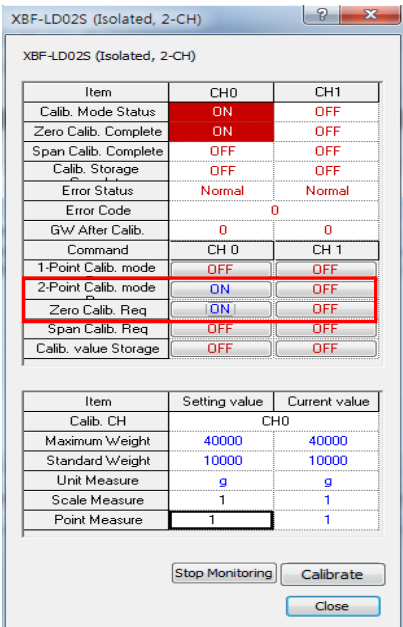 XBF-LD02S (Isolated, 2-CH)
XBF-LD02S (Isolated, 2-CH)
Item CH0 CH1
Calib. Mode Status ON OFF
Zero Calib. Complete ON OFF
Span Calib. Complete OFF OFF
Calib. Storage OFF OFF
Error Status Normal Normal
Error Code 0
GW After Calib. 0 0
Command CH 0 CH 1
1-Point Calib. mode OFF OFF
2-Point Calib. mode ON OFF
Zero Calib. Req ON OFF
Span Calib. Req OFF OFF
Calib. value Storage OFF OFF
Item Setting value Current value
Calib. CH CH0
Maximum Weight 40000 40000
Standard Weight 10000 10000
Unit Measure g g
Scale Measure 1 1
Point Measure 1 1
Stop Monitoring Calibrate
Close